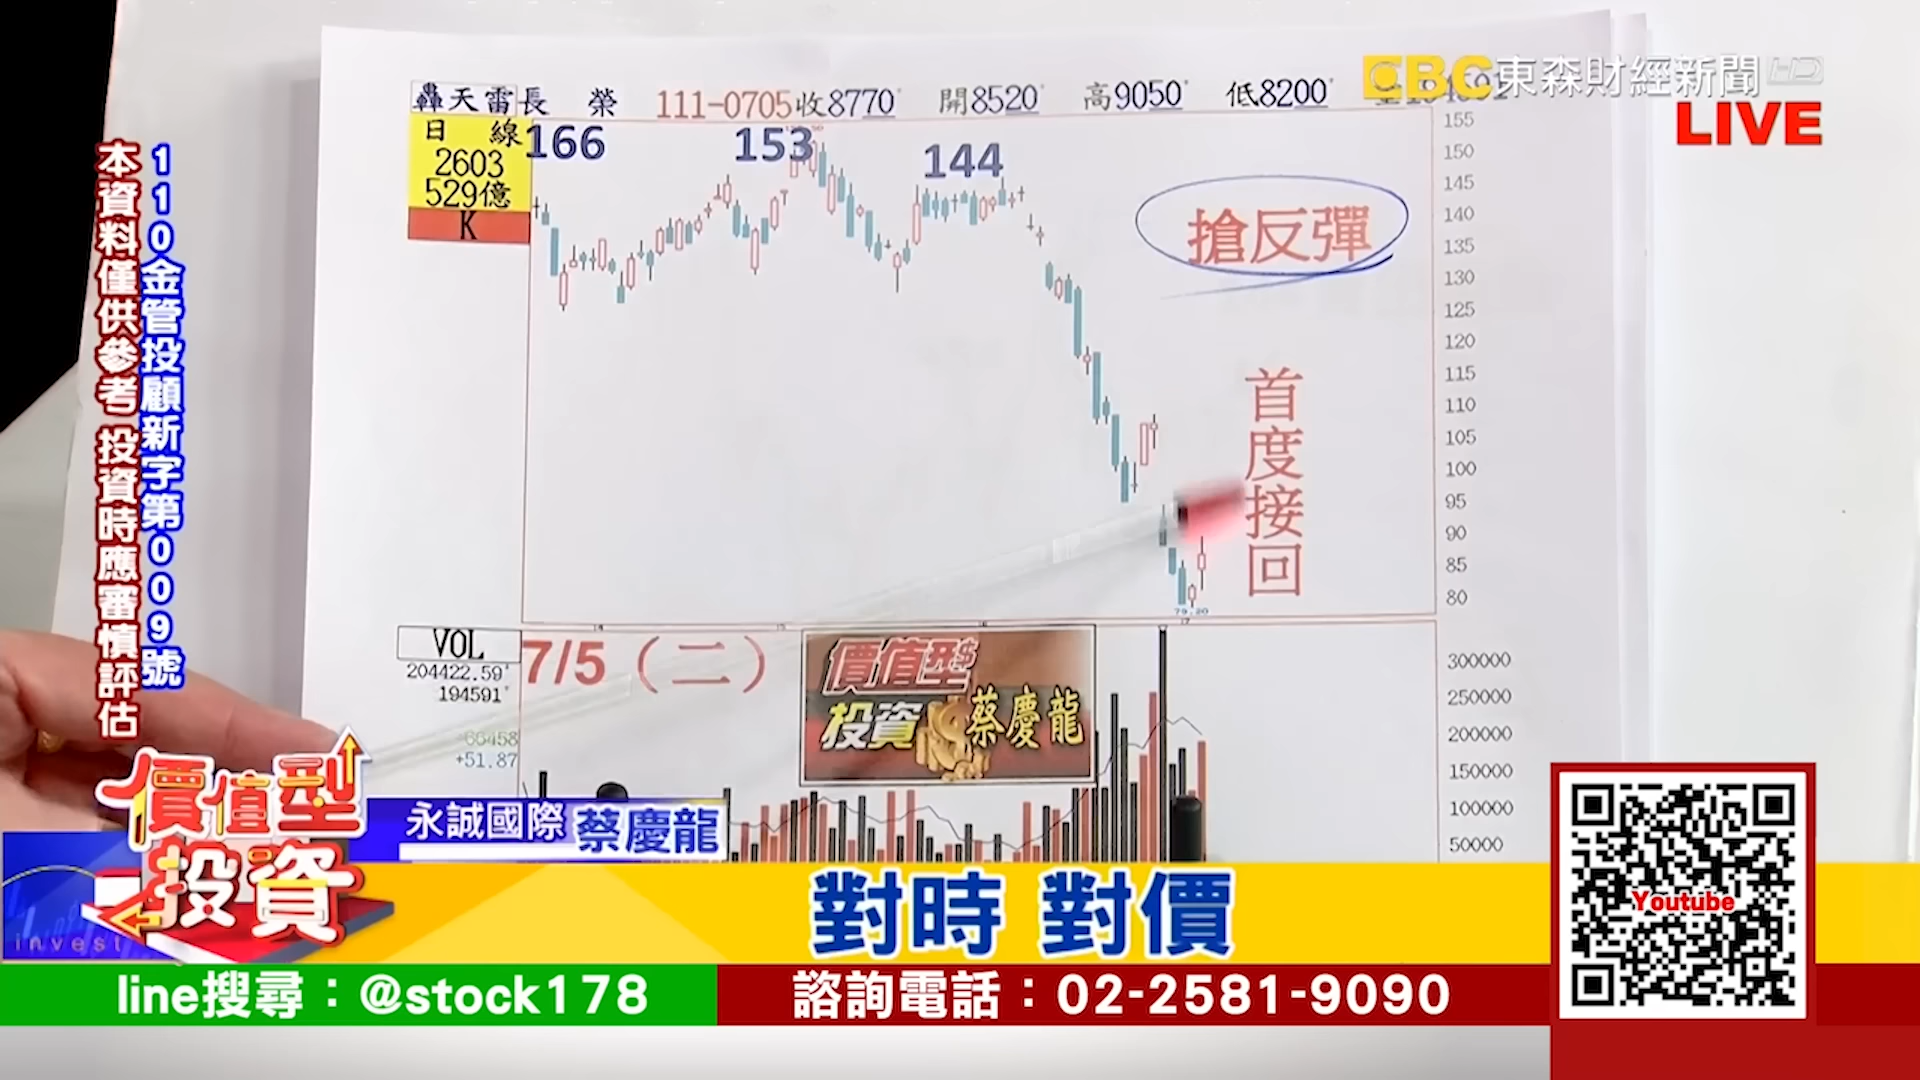 EBC東森財經新聞HD
LIVE
轟天雷長 榮 111-0705收8770 開8520 高9050 低8200
日 線
2603
529億
K
166
153
144
搶反彈
首度接回
155
150
145
140
135
130
125
120
115
110
105
100
95
90
85
80
79.20
VOL
204422.59
194591
-66458
+51.87
7/5(二)
價值型
投資
蔡慶龍
300000
250000
200000
150000
100000
50000
110金管投顧新字第009號
本資料僅供參考 投資時應審慎評估
價值型
投資
invest
永誠國際 蔡慶龍
對時 對價
line搜尋：@stock178
諮詢電話：02-2581-9090
Youtube